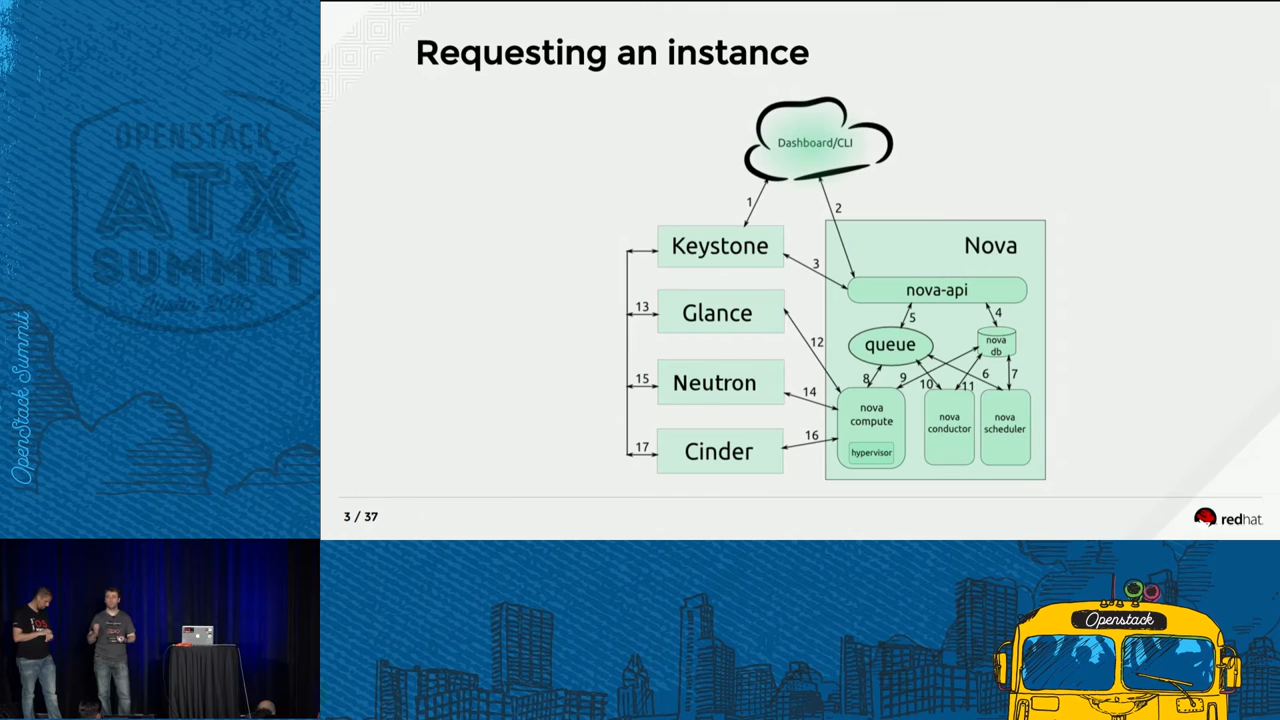 Requesting an instance
Dashboard/CLI
1
2
Keystone
Nova
3
nova-api
13
Glance
5
4
12
queue
nova
db
15
Neutron
14
8
9
10
11
6
7
nova
compute
nova
conductor
nova
scheduler
17
Cinder
16
hypervisor
3 / 37
redhat.
OPENSTACK
ATX
SUMMIT
OpenStack Summit
Openstack